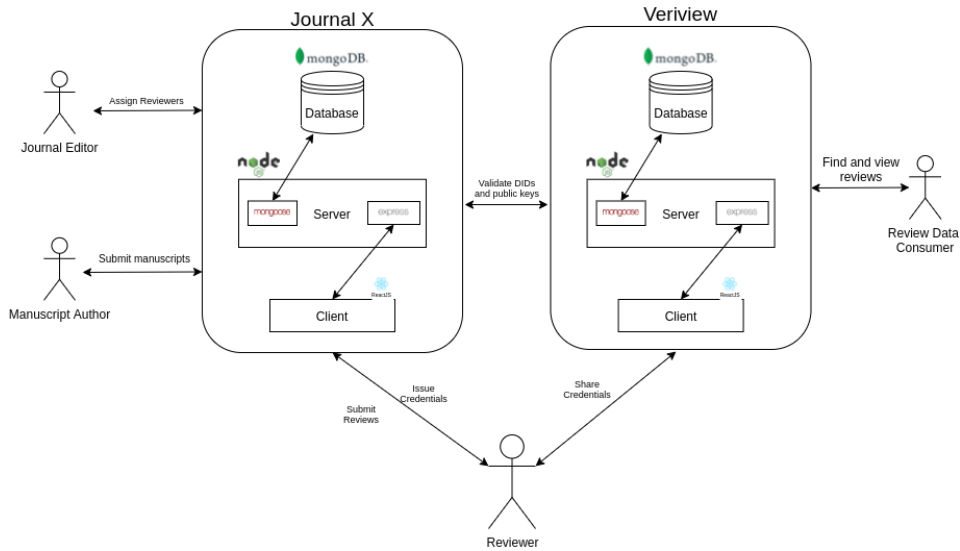 Journal X
Veriview
mongoDB.
mongoDB.
Database
Database
Assign Reviewers
Journal Editor
node
JS
node
JS
mongoose
Server
express
Validate DIDs
and public keys
mongoose
Server
express
Find and view
reviews
Review Data
Consumer
Submit manuscripts
Manuscript Author
ReactJS
ReactJS
Client
Client
Issue
Credentials
Submit
Reviews
Share
Credentials
Reviewer